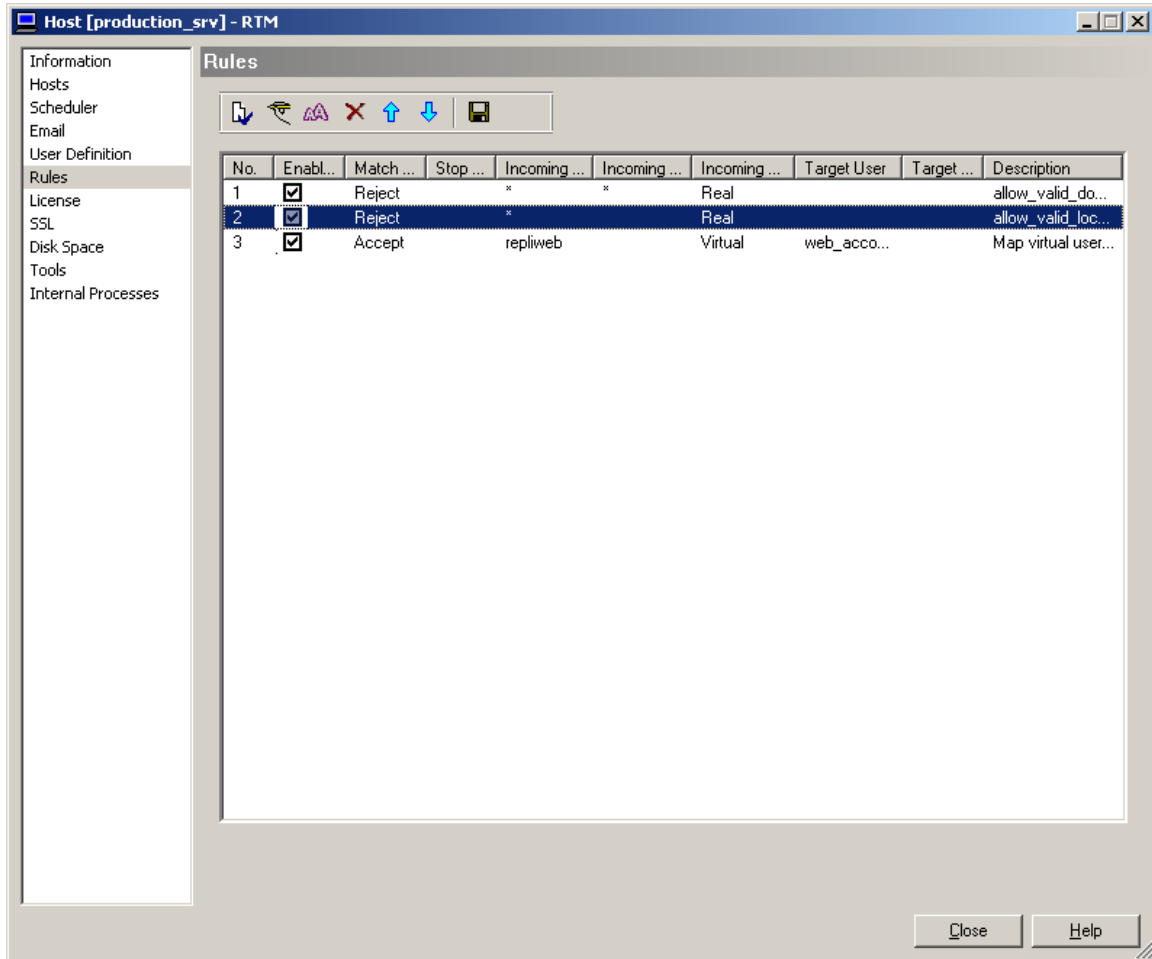 Host [production_srv] - RTM
Information
Hosts
Scheduler
Email
User Definition
Rules
License
SSL
Disk Space
Tools
Internal Processes
Rules
No. Enabl... Match ... Stop ... Incoming ... Incoming ... Incoming ... Target User Target ... Description
1 Reject * * Real allow_valid_do...
2 Reject * Real allow_valid_loc...
3 Accept repliweb Virtual web_acco... Map virtual user...
Close Help